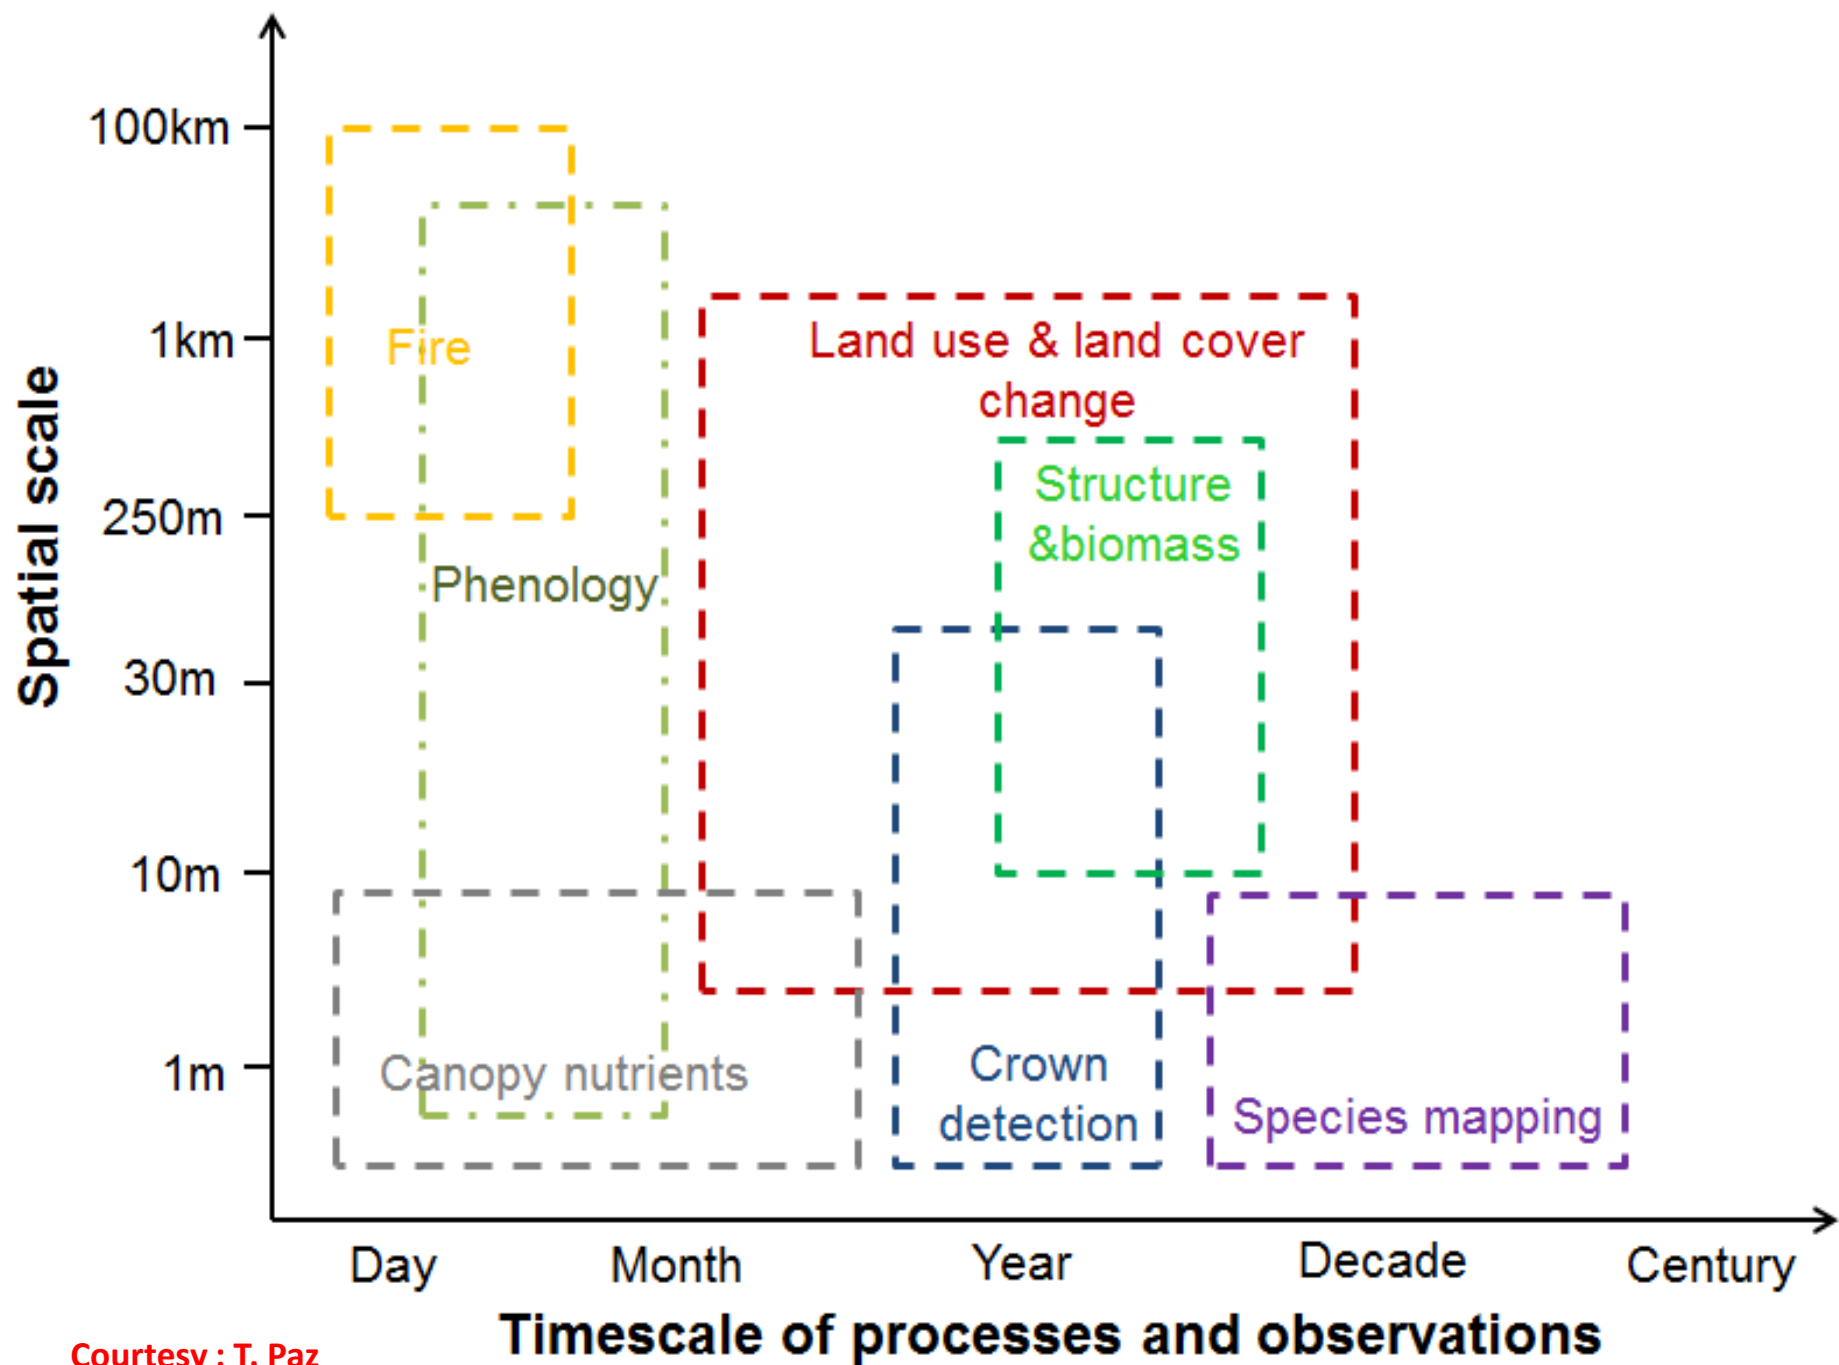 100km
1km
250m
30m
10m
1m
Spatial scale
Fire
Phenology
Land use & land cover
change
Structure
&biomass
Canopy nutrients
Crown
detection
Species mapping
Day
Month
Year
Decade
Century
Timescale of processes and observations
Courtesy : T. Paz